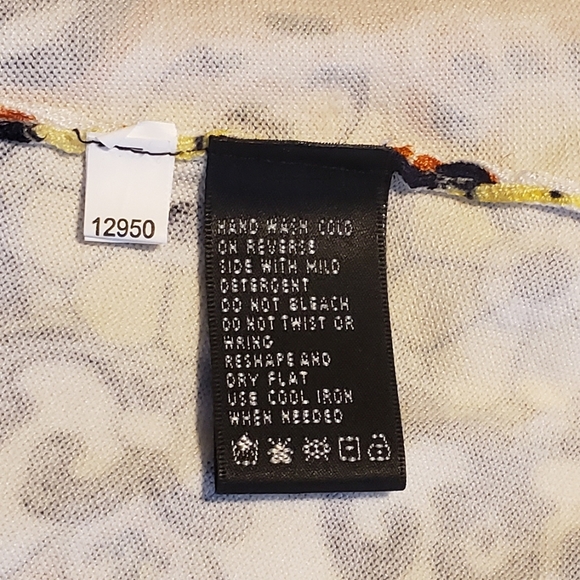 12950
HAND WASH COLD
ON REVERSE
SIDE WITH MILD
DETERGENT
DO NOT BLEACH
DO NOT TWIST OR
WRING
RESHAPE AND
DRY FLAT
USE COOL IRON
WHEN NEEDED